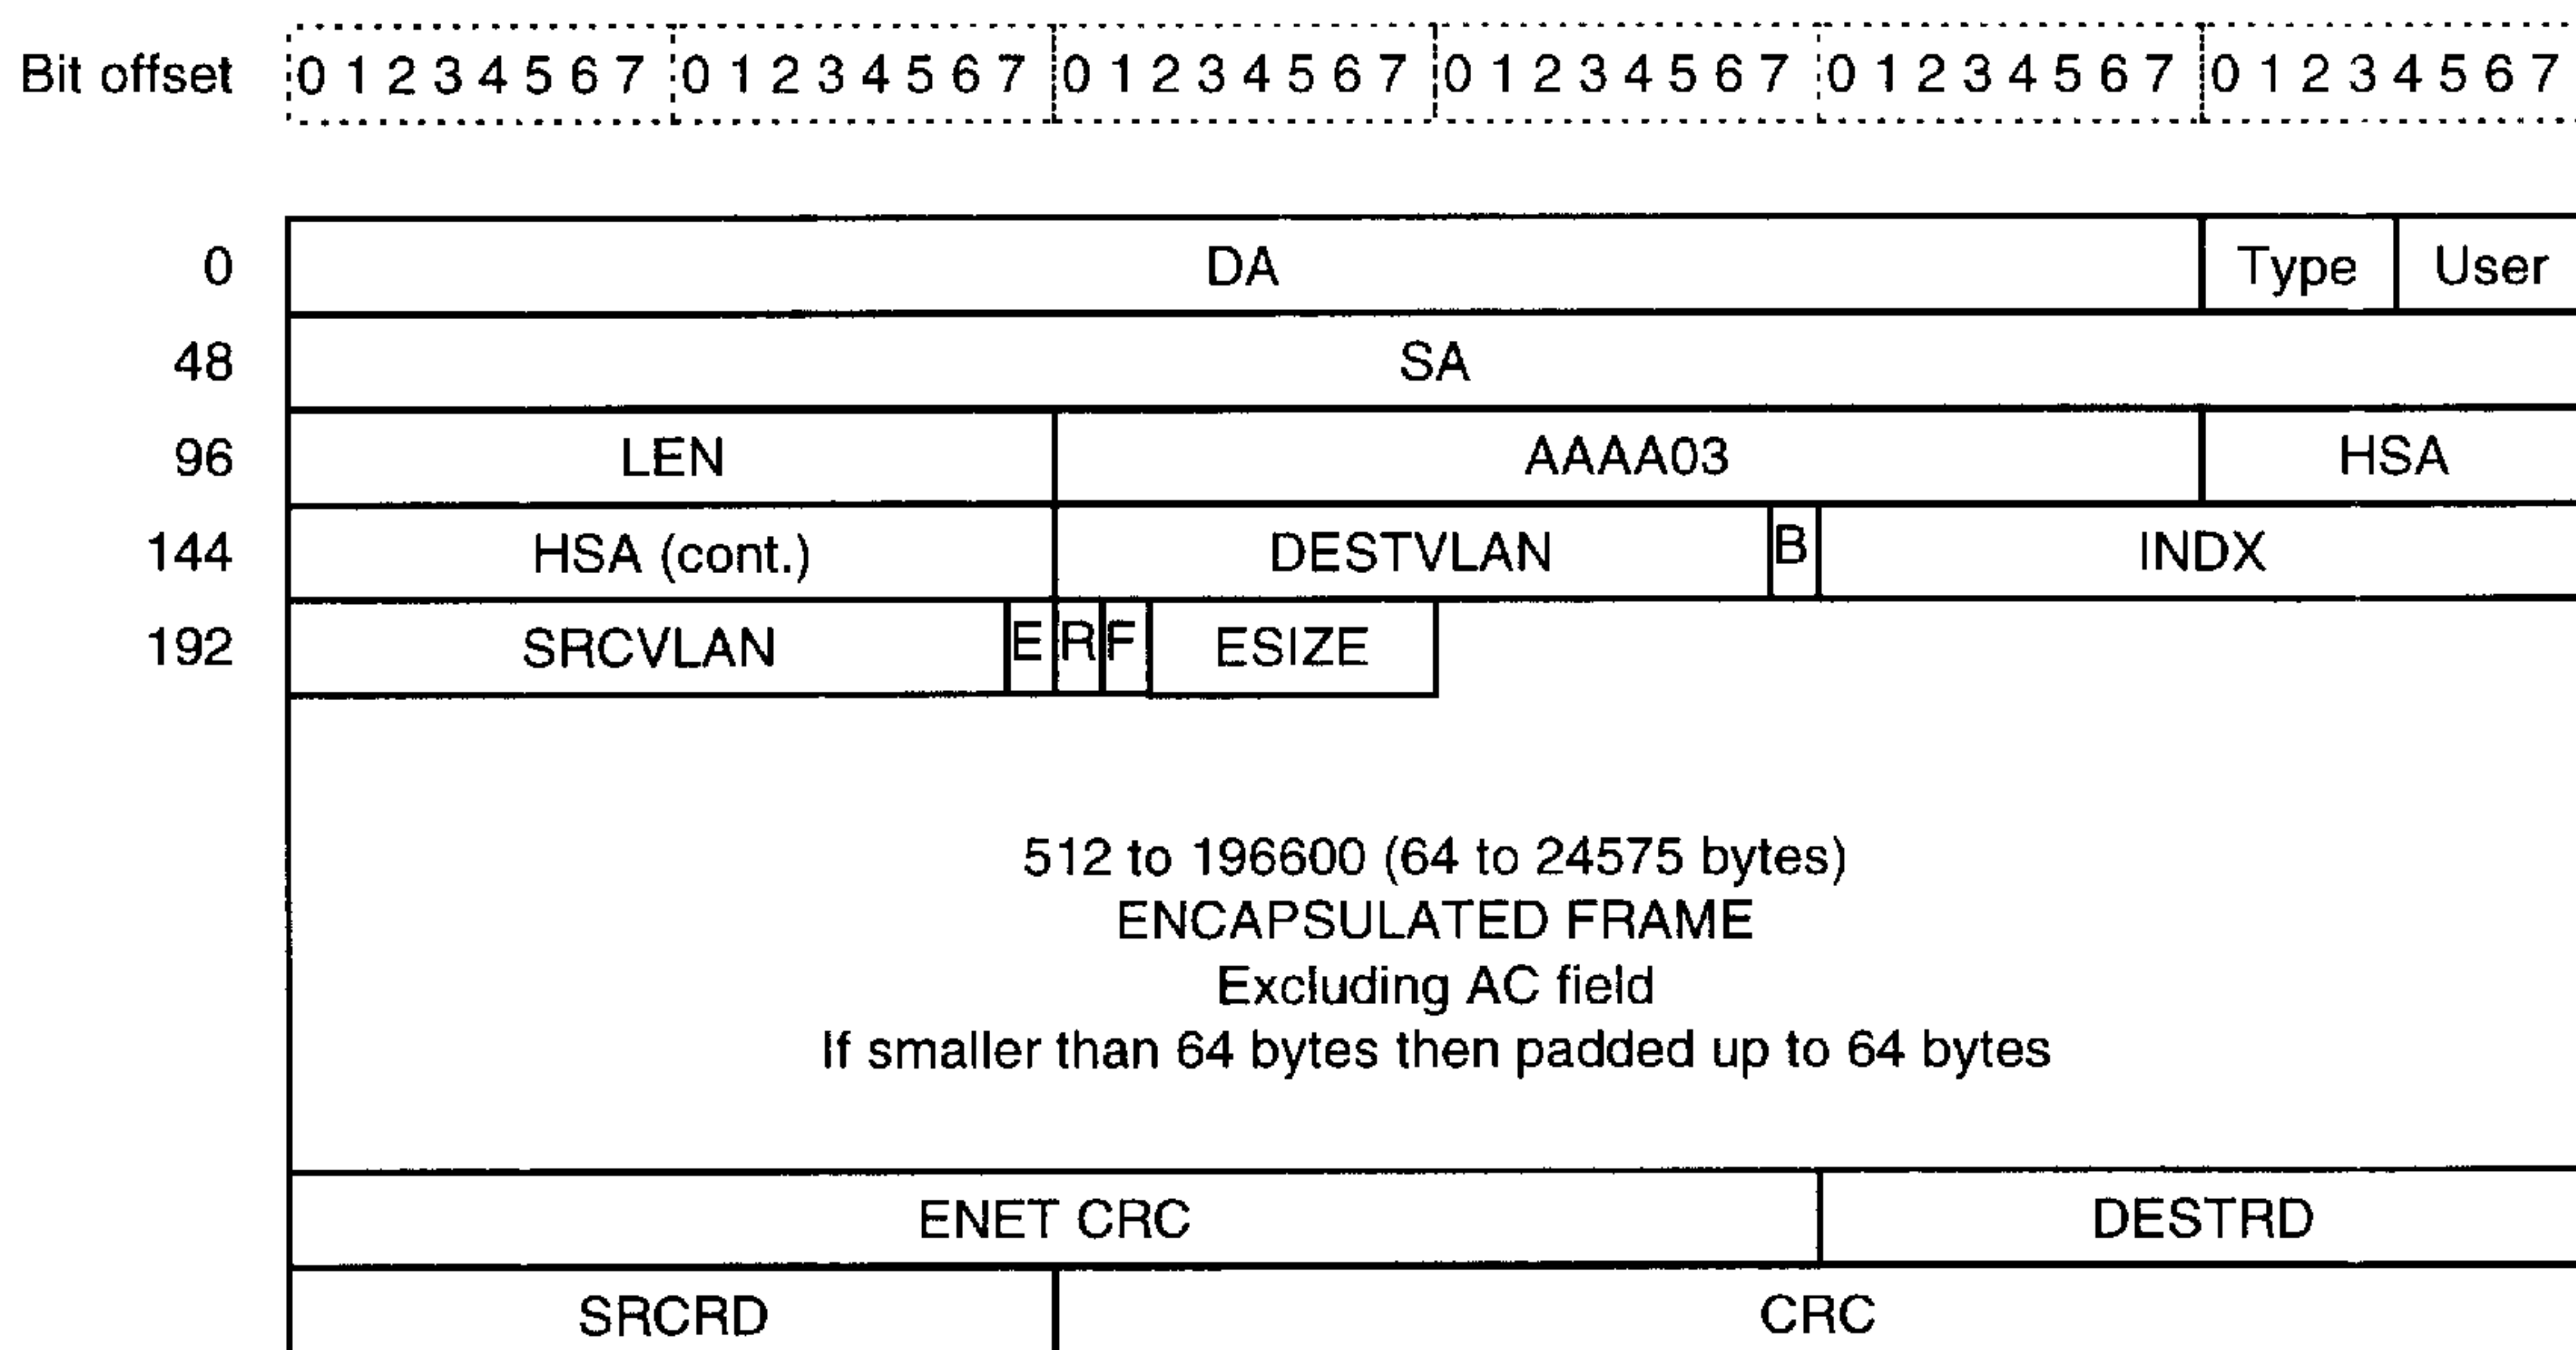 Bit offset 0 1 2 3 4 5 6 7 0 1 2 3 4 5 6 7 0 1 2 3 4 5 6 7 0 1 2 3 4 5 6 7 0 1 2 3 4 5 6 7 0 1 2 3 4 5 6 7
0 DA Type User
48 SA
96 LEN AAAA03 HSA
144 HSA (cont.) DESTVLAN B INDX
192 SRCVLAN E R F ESIZE
512 to 196600 (64 to 24575 bytes)
ENCAPSULATED FRAME
Excluding AC field
If smaller than 64 bytes then padded up to 64 bytes
ENET CRC DESTRD
SRCRD CRC